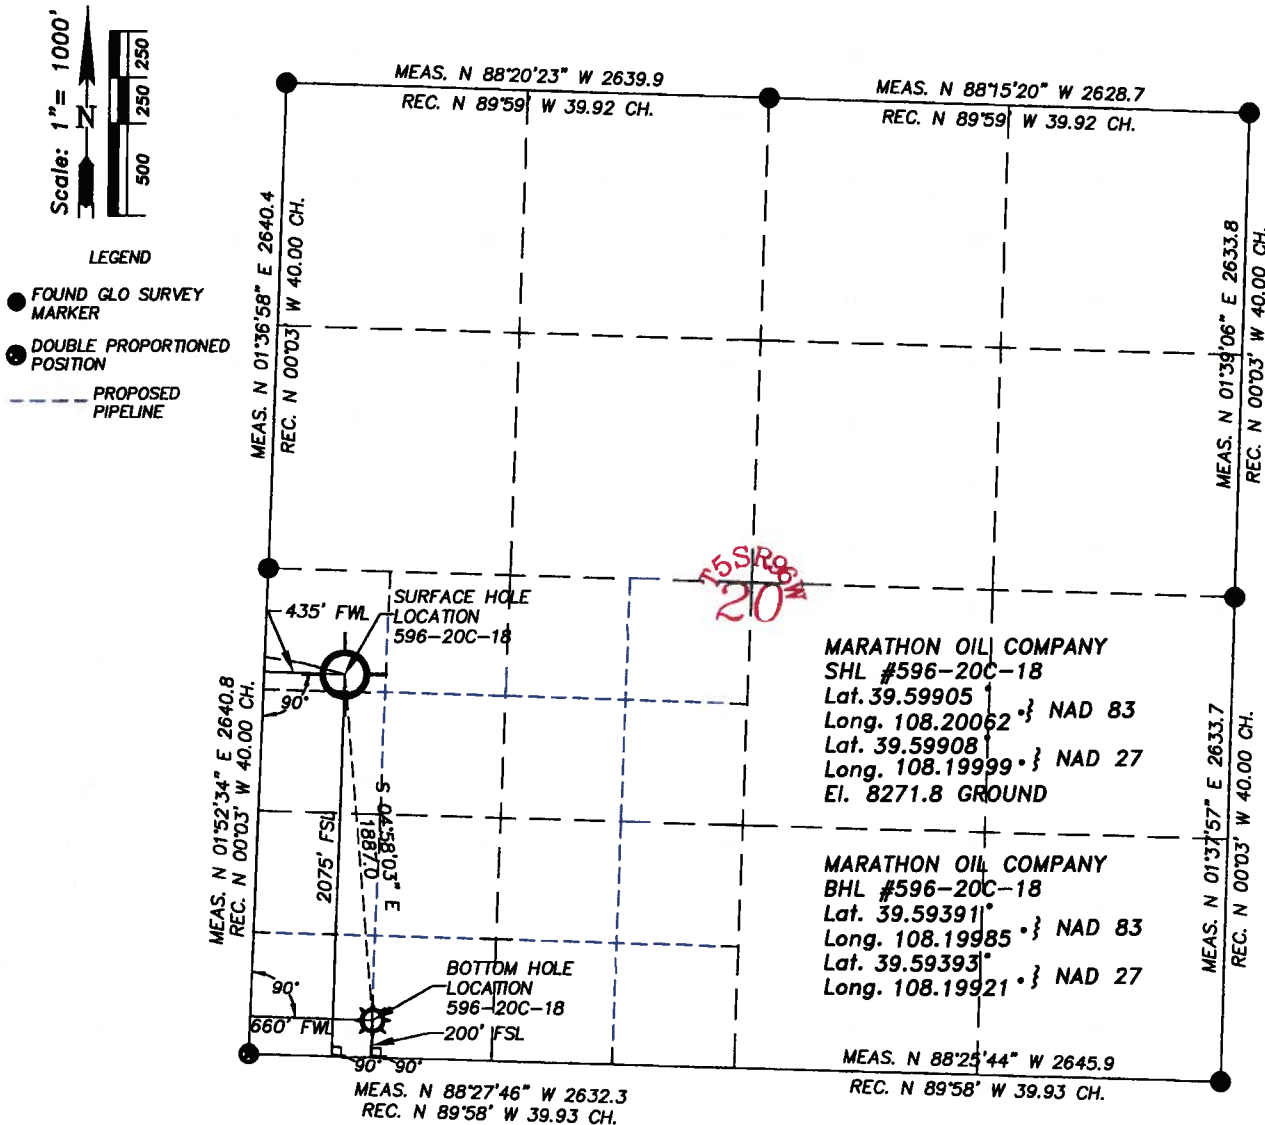 Scale: 1"= 1000'
N
250
250
500
LEGEND
FOUND GLO SURVEY
MARKER
DOUBLE PROPORTIONED
POSITION
PROPOSED
PIPELINE
MEAS. N 88°20'23" W 2639.9
REC. N 89°59' W 39.92 CH.
MEAS. N 88°15'20" W 2628.7
REC. N 89°59' W 39.92 CH.
MEAS. N 01°36'58" E 2640.4
REC. N 00°03' W 40.00 CH.
MEAS. N 01°39'06" E 2633.8
REC. N 00°03' W 40.00 CH.
T5SR96W
20
435' FWL
SURFACE HOLE
LOCATION
596-20C-18
90°
MEAS. N 01°52'34" E 2640.8
REC. N 00°03' W 40.00 CH.
2075' FSL
S 04°58'03" E
1887.0
MARATHON OIL COMPANY
SHL #596-20C-18
Lat. 39.59905°
Long. 108.20062° } NAD 83
Lat. 39.59908°
Long. 108.19999° } NAD 27
El. 8271.8 GROUND
MARATHON OIL COMPANY
BHL #596-20C-18
Lat. 39.59391°
Long. 108.19985° } NAD 83
Lat. 39.59393°
Long. 108.19921° } NAD 27
MEAS. N 01°37'57" E 2633.7
REC. N 00°03' W 40.00 CH.
BOTTOM HOLE
LOCATION
596-20C-18
90°
660' FWL
200' FSL
90° 90°
MEAS. N 88°27'46" W 2632.3
REC. N 89°58' W 39.93 CH.
MEAS. N 88°25'44" W 2645.9
REC. N 89°58' W 39.93 CH.